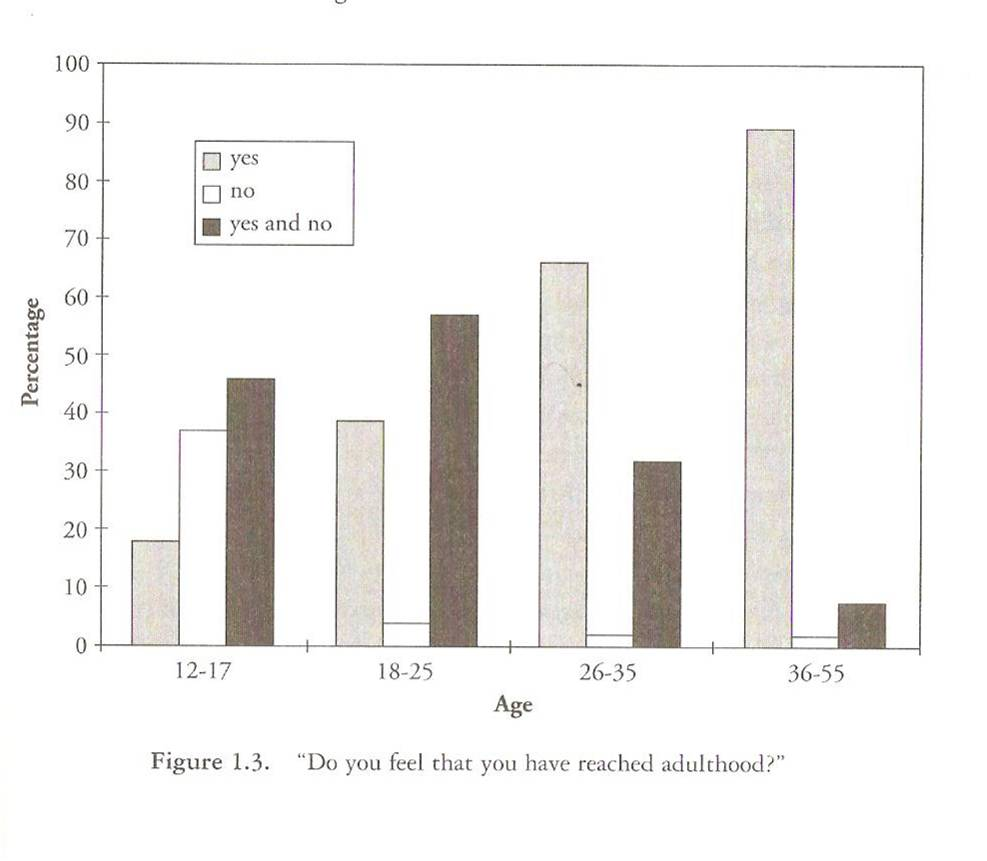 100
90
80
70
60
50
40
30
20
10
0
yes
no
yes and no
Percentage
12-17
18-25
26-35
36-55
Age
Figure 1.3. “Do you feel that you have reached adulthood?”